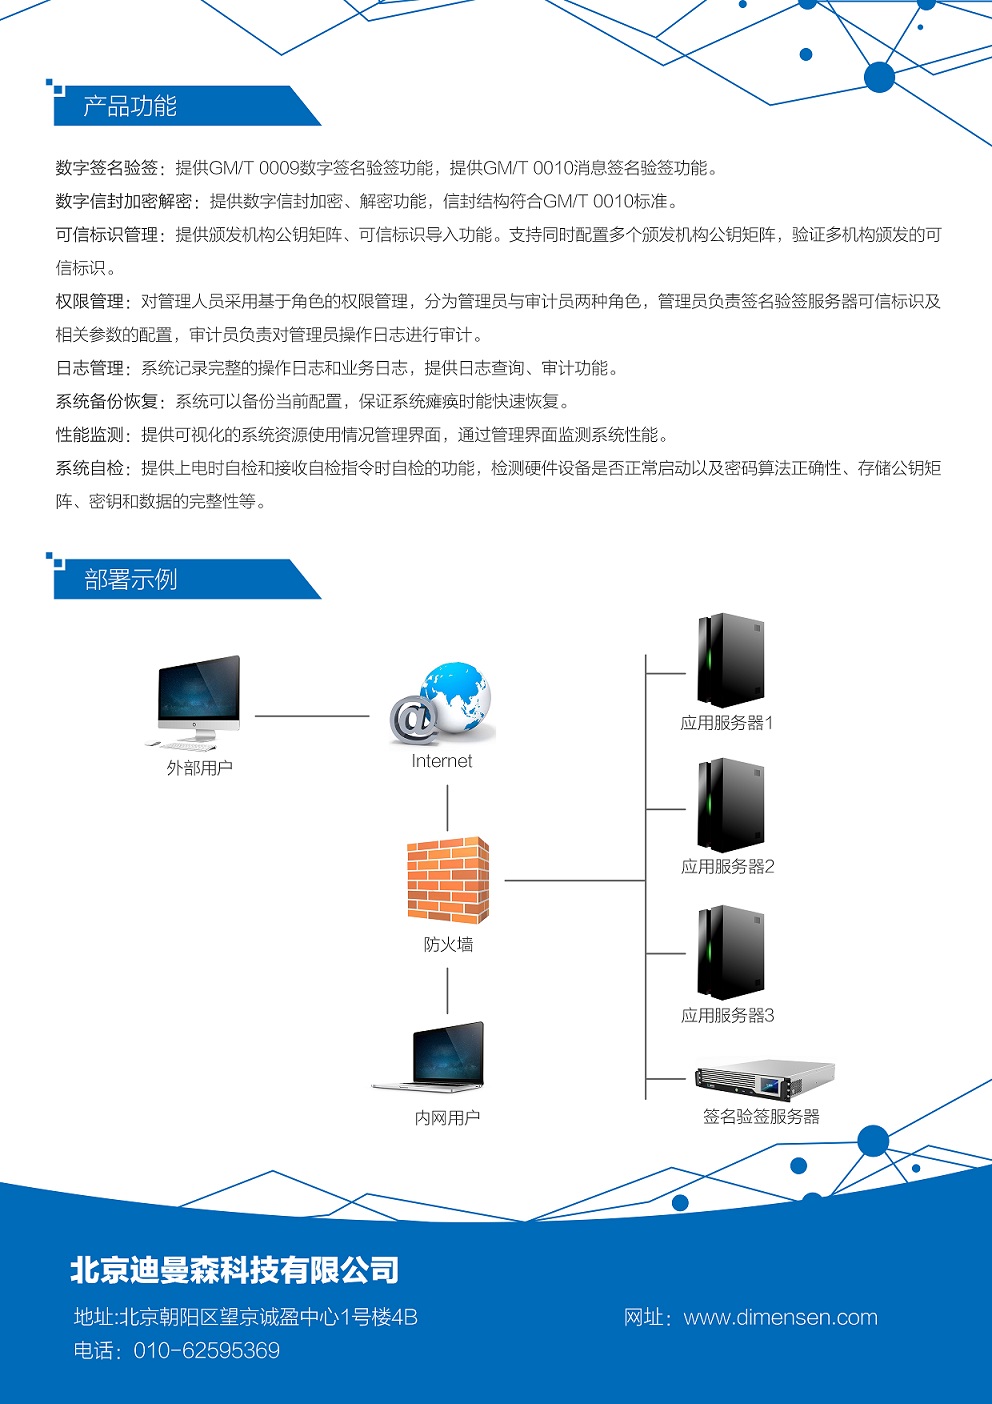 产品功能
数字签名验签：提供GM/T 0009数字签名验签功能，提供GM/T 0010消息签名验签功能。
数字信封加密解密：提供数字信封加密、解密功能，信封结构符合GM/T 0010标准。
可信标识管理：提供颁发机构公钥矩阵、可信标识导入功能。支持同时配置多个颁发机构公钥矩阵，验证多机构颁发的可
信标识。
权限管理：对管理人员采用基于角色的权限管理，分为管理员与审计员两种角色，管理员负责签名验签服务器可信标识及
相关参数的配置，审计员负责对管理员操作日志进行审计。
日志管理：系统记录完整的操作日志和业务日志，提供日志查询、审计功能。
系统备份恢复：系统可以备份当前配置，保证系统瘫痪时能快速恢复。
性能监测：提供可视化的系统资源使用情况管理界面，通过管理界面监测系统性能。
系统自检：提供上电时自检和接收自检指令时自检的功能，检测硬件设备是否正常启动以及密码算法正确性、存储公钥矩
阵、密钥和数据的完整性等。
部署示例
外部用户
Internet
防火墙
内网用户
应用服务器1
应用服务器2
应用服务器3
签名验签服务器
北京迪曼森科技有限公司
地址:北京朝阳区望京诚盈中心1号楼4B
网址：www.dimensen.com
电话：010-62595369